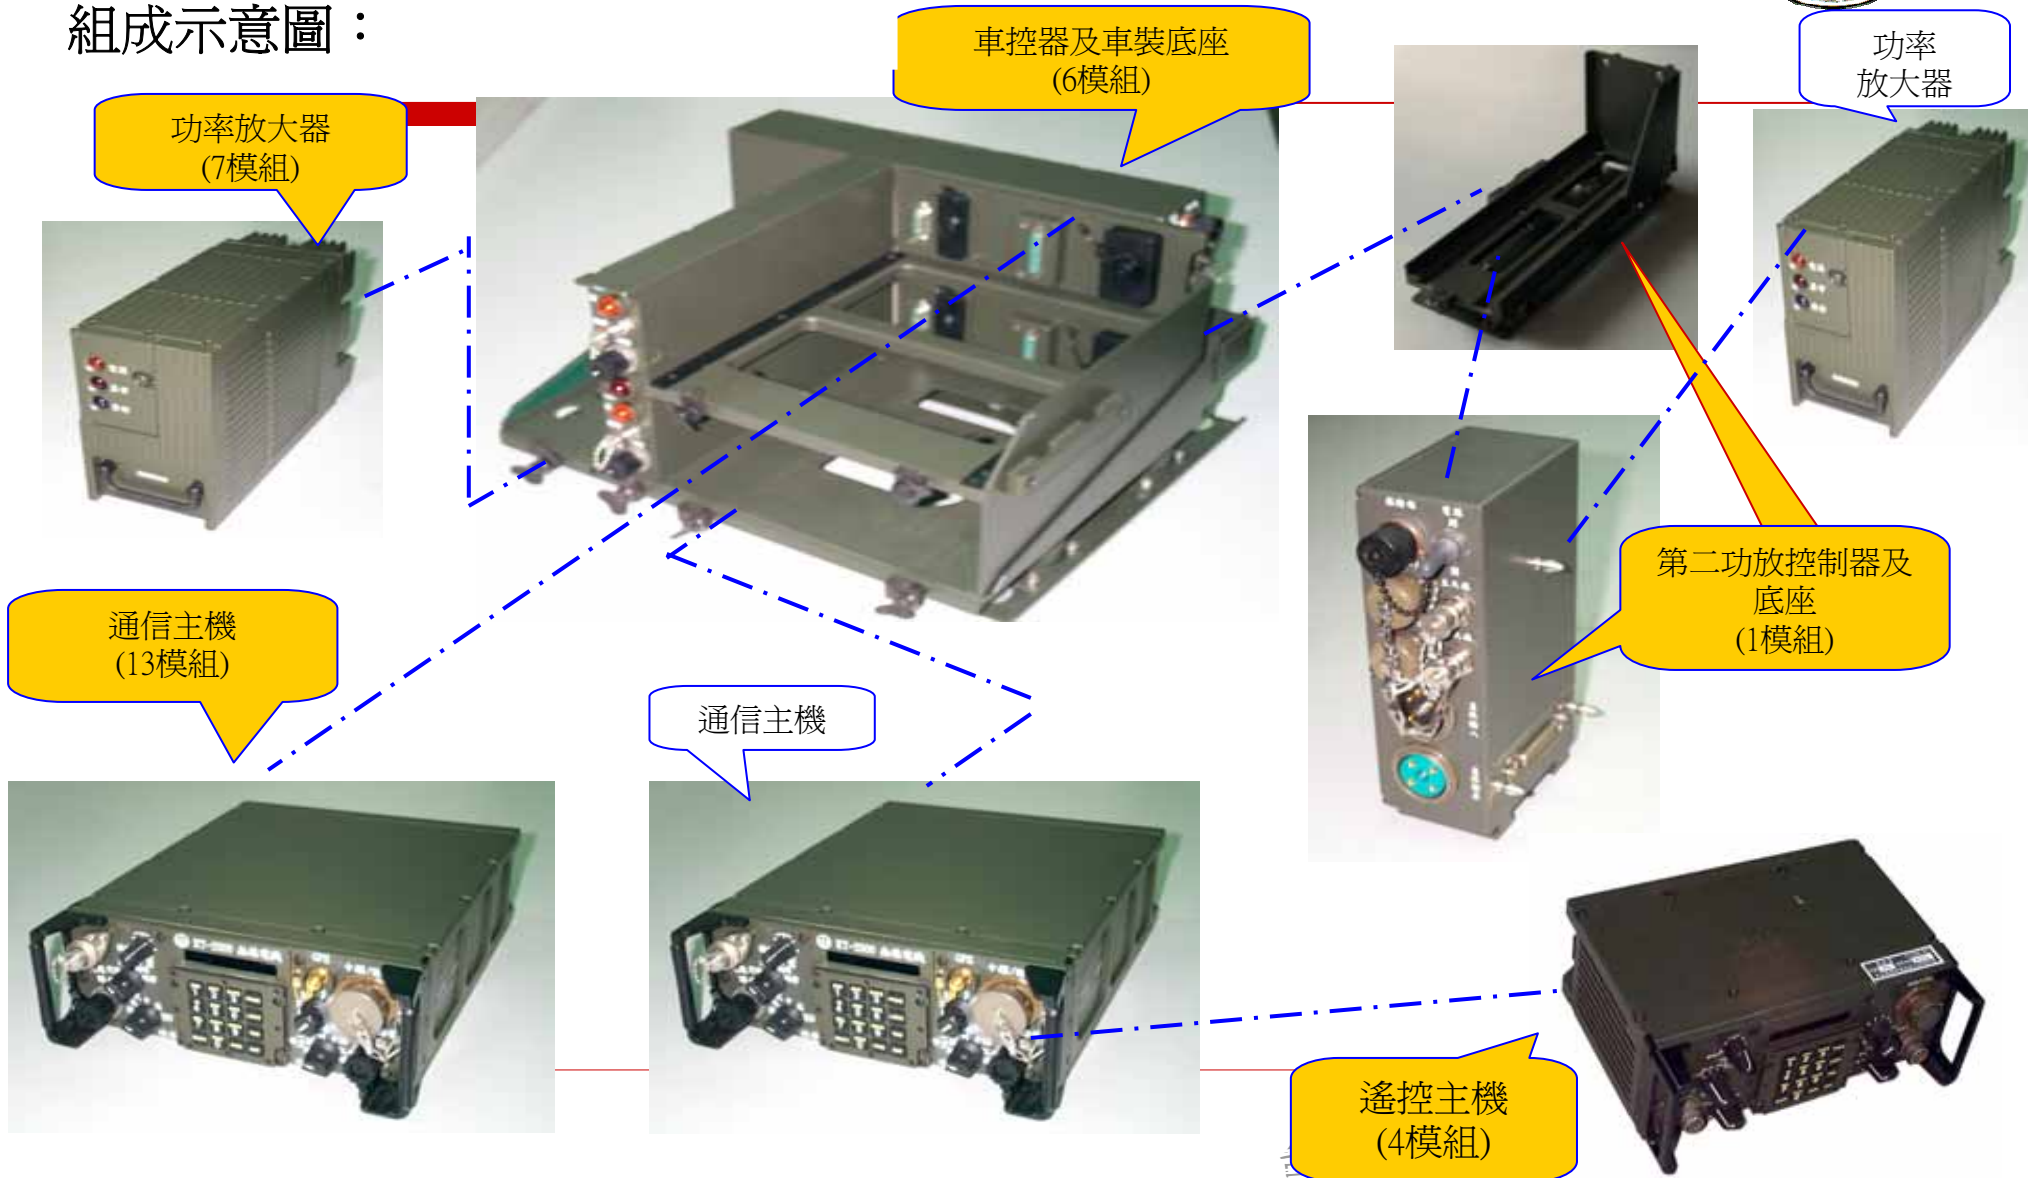 組成示意圖：
車控器及車裝底座
(6模組)
功率
放大器
功率放大器
(7模組)
第二功放控制器及
底座
(1模組)
通信主機
(13模組)
通信主機
遙控主機
(4模組)